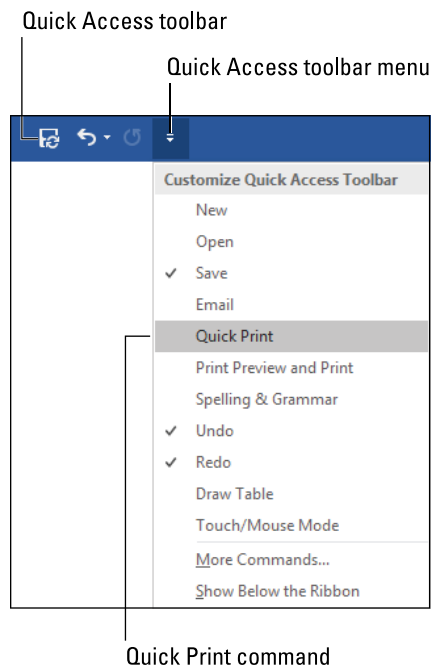 Quick Access toolbar
Quick Access toolbar menu
Customize Quick Access Toolbar
New
Open
Save
Email
Quick Print
Print Preview and Print
Spelling & Grammar
Undo
Redo
Draw Table
Touch/Mouse Mode
More Commands...
Show Below the Ribbon
Quick Print command